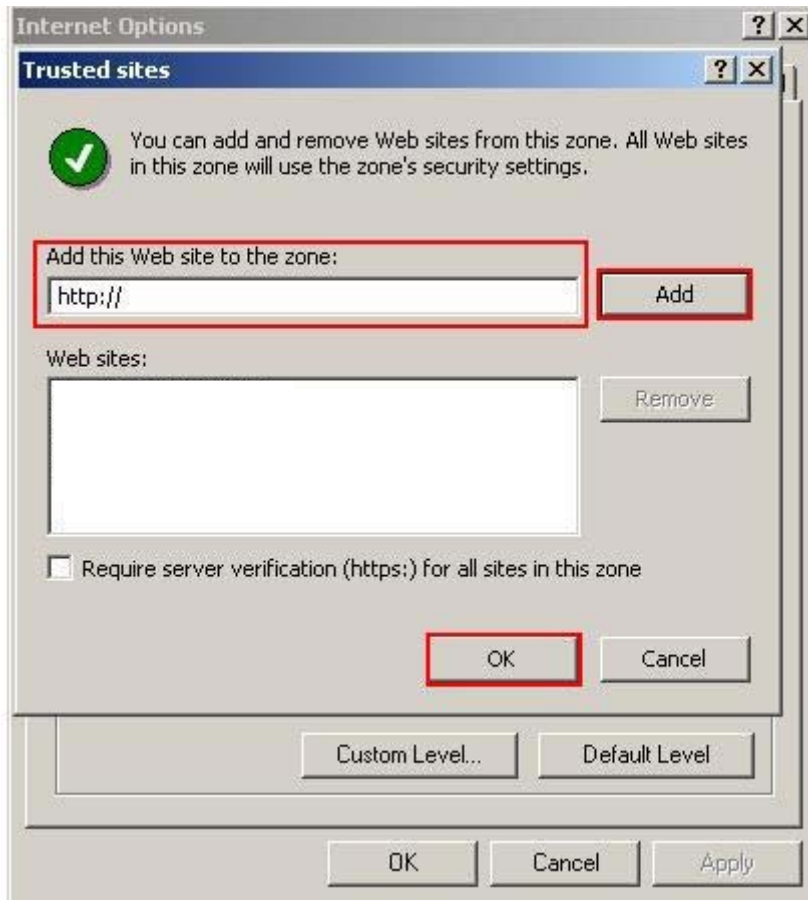 Internet Options
Trusted sites
You can add and remove Web sites from this zone. All Web sites
in this zone will use the zone's security settings.
Add this Web site to the zone:
http://
Add
Web sites:
Remove
Require server verification (https:) for all sites in this zone
OK
Cancel
Custom Level...
Default Level
OK
Cancel
Apply